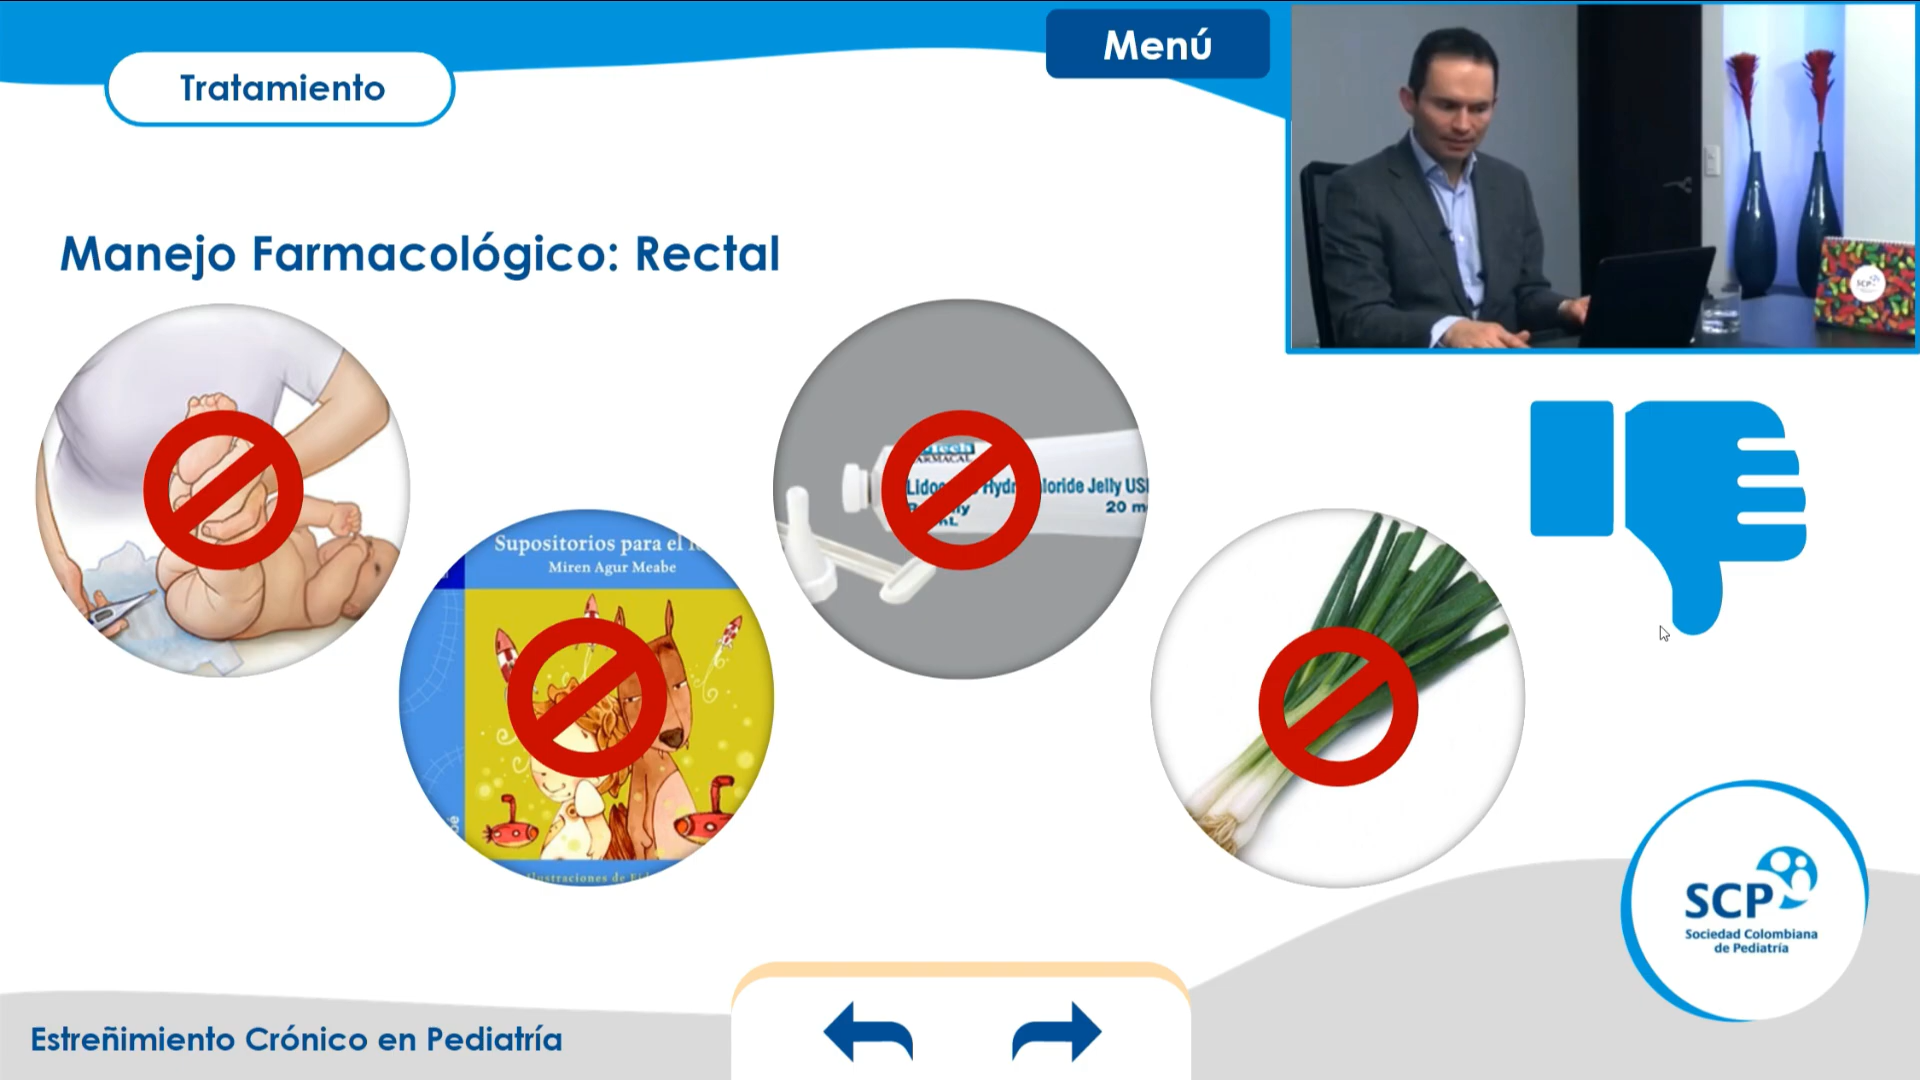 Menú
Tratamiento
Manejo Farmacológico: Rectal
Supositorios para el
Miren Agur Meabe
Jelly USP
20 m
SCP
SCP
Sociedad Colombiana
de Pediatría
Estreñimiento Crónico en Pediatría